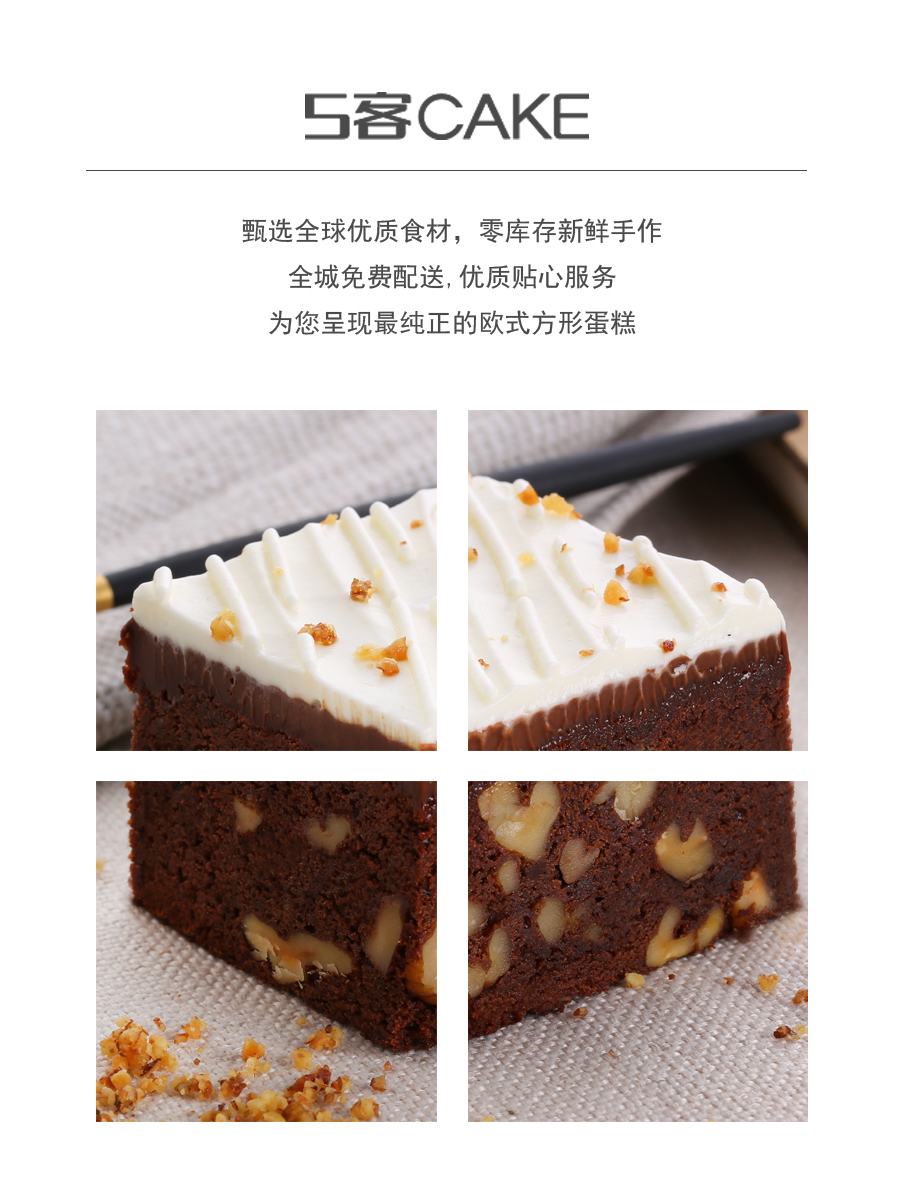 5客CAKE
甄选全球优质食材，零库存新鲜手作
全城免费配送,优质贴心服务
为您呈现最纯正的欧式方形蛋糕